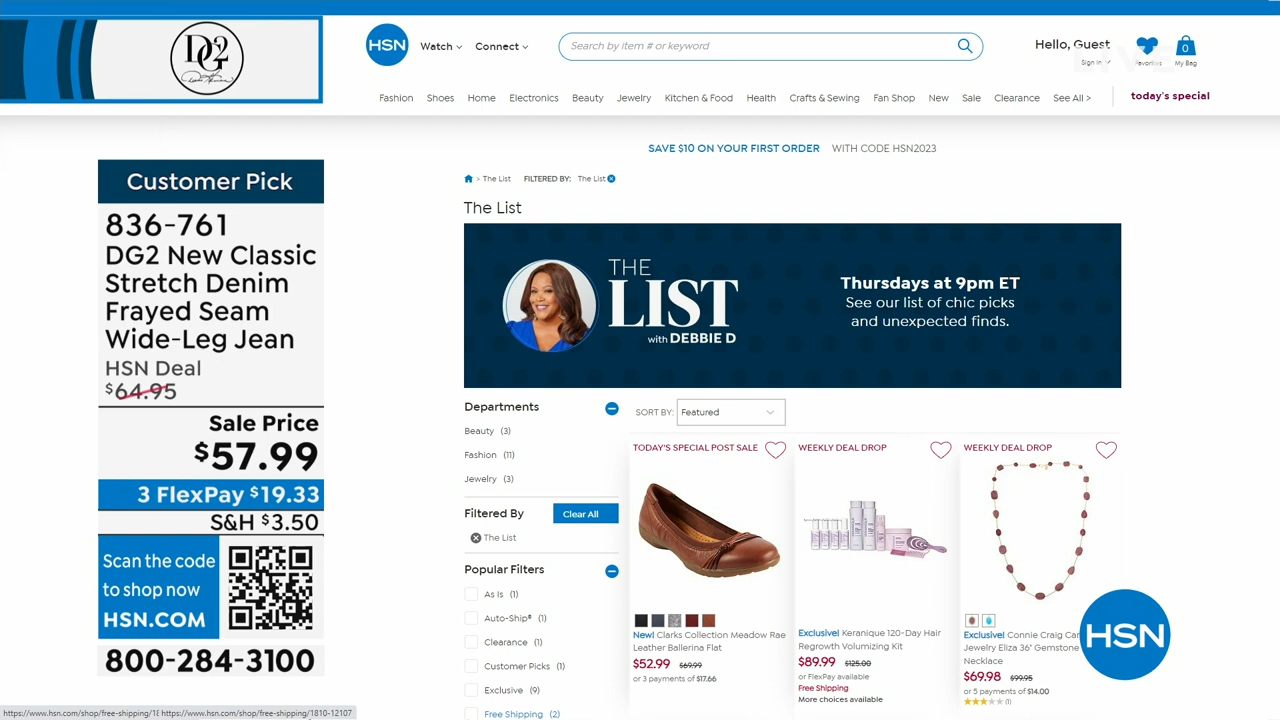 DG2
HSN
Watch
Connect
Search by item # or keyword
Hello, Guest
Sign In
Favorites
0
My Bag
Fashion
Shoes
Home
Electronics
Beauty
Jewelry
Kitchen & Food
Health
Crafts & Sewing
Fan Shop
New
Sale
Clearance
See All >
today's special
SAVE $10 ON YOUR FIRST ORDER WITH CODE HSN2023
Customer Pick
836-761
DG2 New Classic
Stretch Denim
Frayed Seam
Wide-Leg Jean
HSN Deal
$64.95
Sale Price
$57.99
3 FlexPay $19.33
S&H $3.50
Scan the code
to shop now
HSN.COM
800-284-3100
> The List FILTERED BY: The List
The List
THE
LIST
with DEBBIE D
Thursdays at 9pm ET
See our list of chic picks
and unexpected finds.
Departments
Beauty (3)
Fashion (11)
Jewelry (3)
Filtered By
Clear All
The List
Popular Filters
As Is (1)
Auto-Ship® (1)
Clearance (1)
Customer Picks (1)
Exclusive (9)
Free Shipping (2)
SORT BY: Featured
TODAY'S SPECIAL POST SALE
New! Clarks Collection Meadow Rae
Leather Ballerina Flat
$52.99 $69.99
or 3 payments of $17.66
WEEKLY DEAL DROP
Exclusive! Keranique 120-Day Hair
Regrowth Volumizing Kit
$89.99 $125.00
or FlexPay available
Free Shipping
More choices available
WEEKLY DEAL DROP
Exclusive! Connie Craig Car
Jewelry Eliza 36" Gemstone
Necklace
$69.98 $99.95
or 5 payments of $14.00
(1)
HSN
https://www.hsn.com/shop/free-shipping/18 https://www.hsn.com/shop/free-shipping/1810-12107